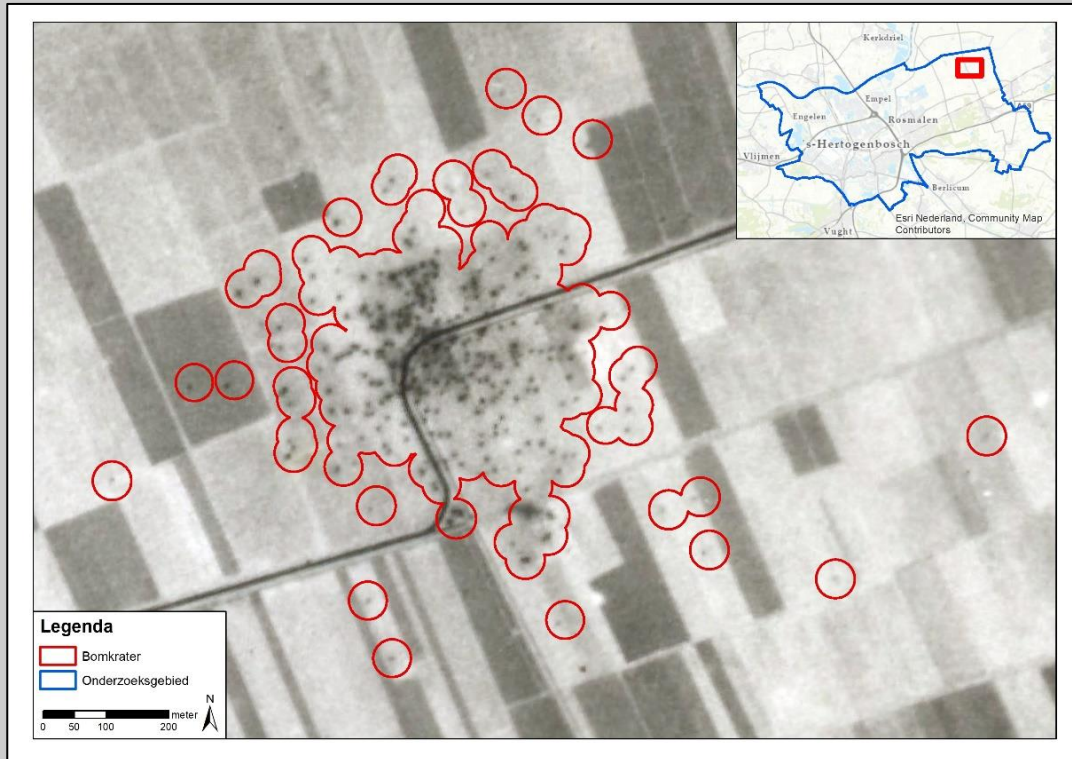 Kerkdriel
Empel
Engelen
Rosmalen
s-Hertogenbosch
Vlijmen
Berlicum
Vught
Esri Nederland, Community Map
Contributors
Legenda
Bomkrater
Onderzoeksgebied
N
0 50 100 200 meter